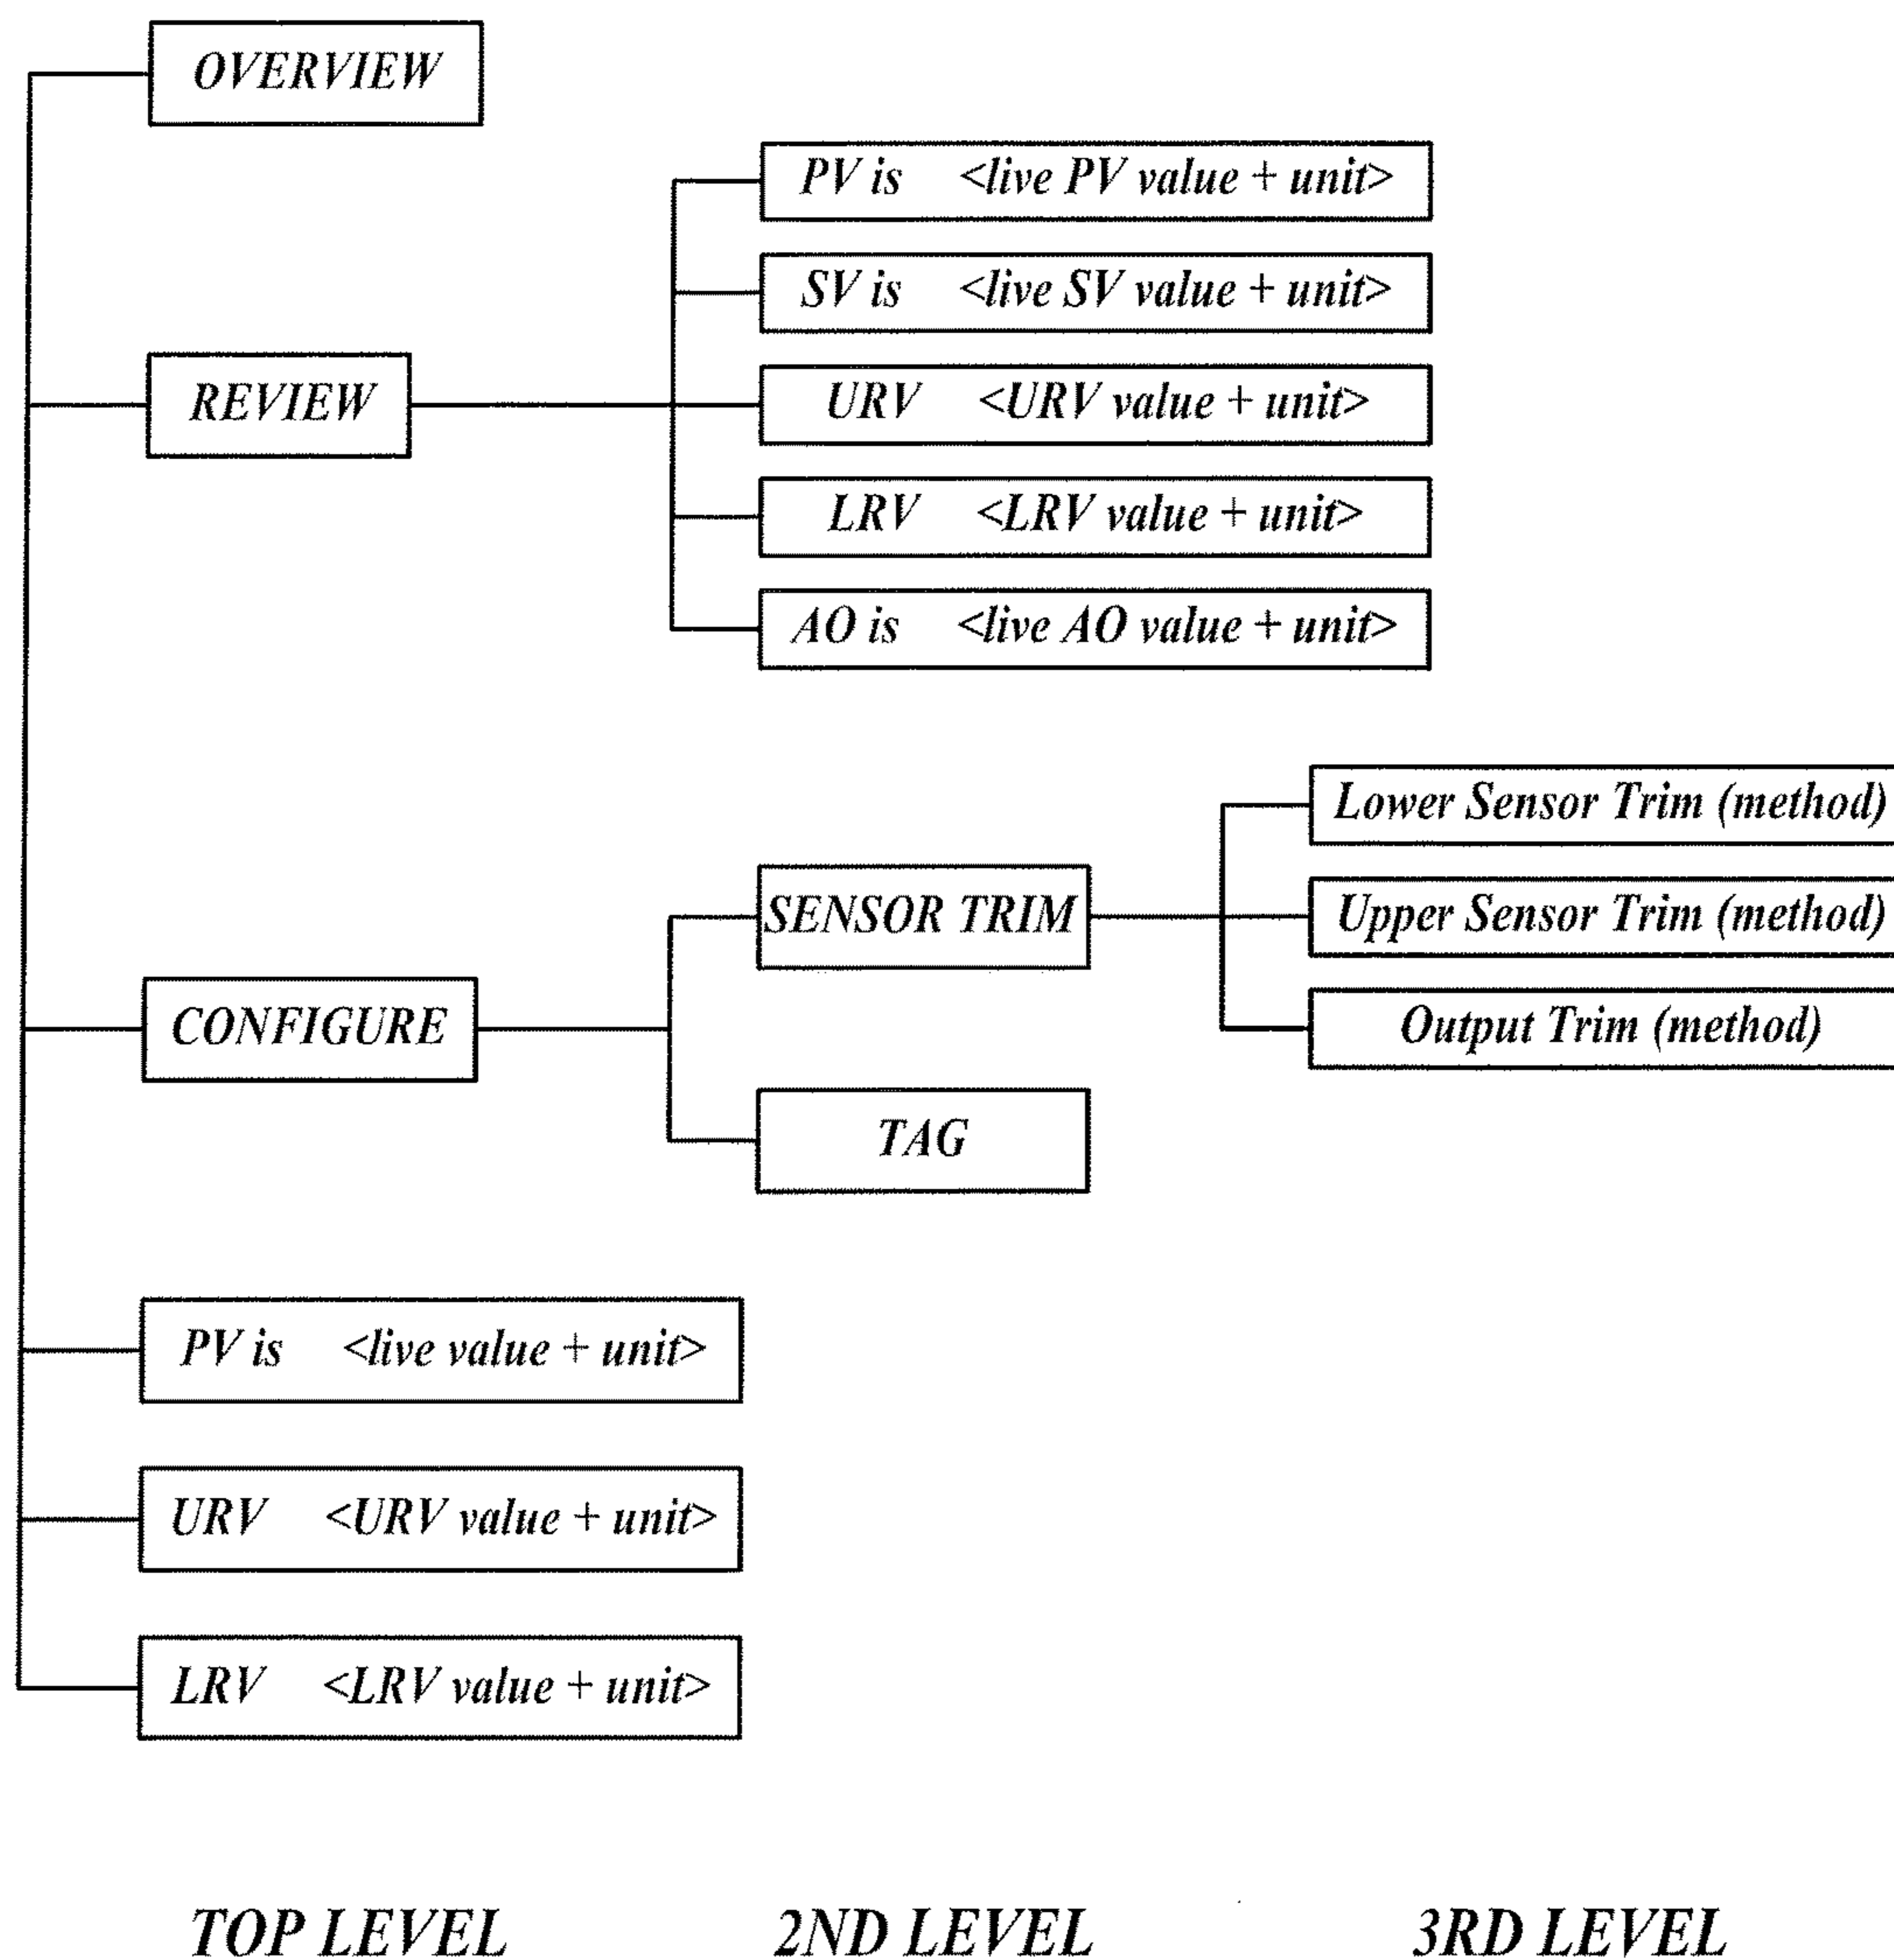 OVERVIEW
PV is <live PV value + unit>
SV is <live SV value + unit>
REVIEW
URV <URV value + unit>
LRV <LRV value + unit>
AO is <live AO value + unit>
Lower Sensor Trim (method)
SENSOR TRIM
Upper Sensor Trim (method)
CONFIGURE
Output Trim (method)
TAG
PV is <live value + unit>
URV <URV value + unit>
LRV <LRV value + unit>
TOP LEVEL
2ND LEVEL
3RD LEVEL